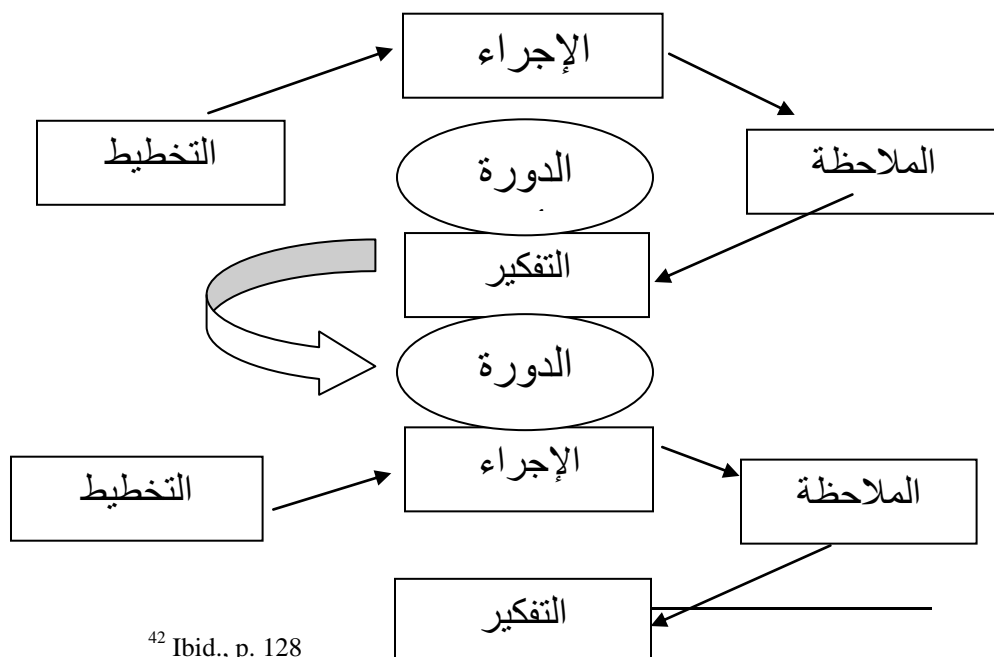 الإجراء
التخطيط
الملاحظة
الدورة
التفكير
الدورة
الإجراء
التخطيط
الملاحظة
التفكير
42 Ibid., p. 128